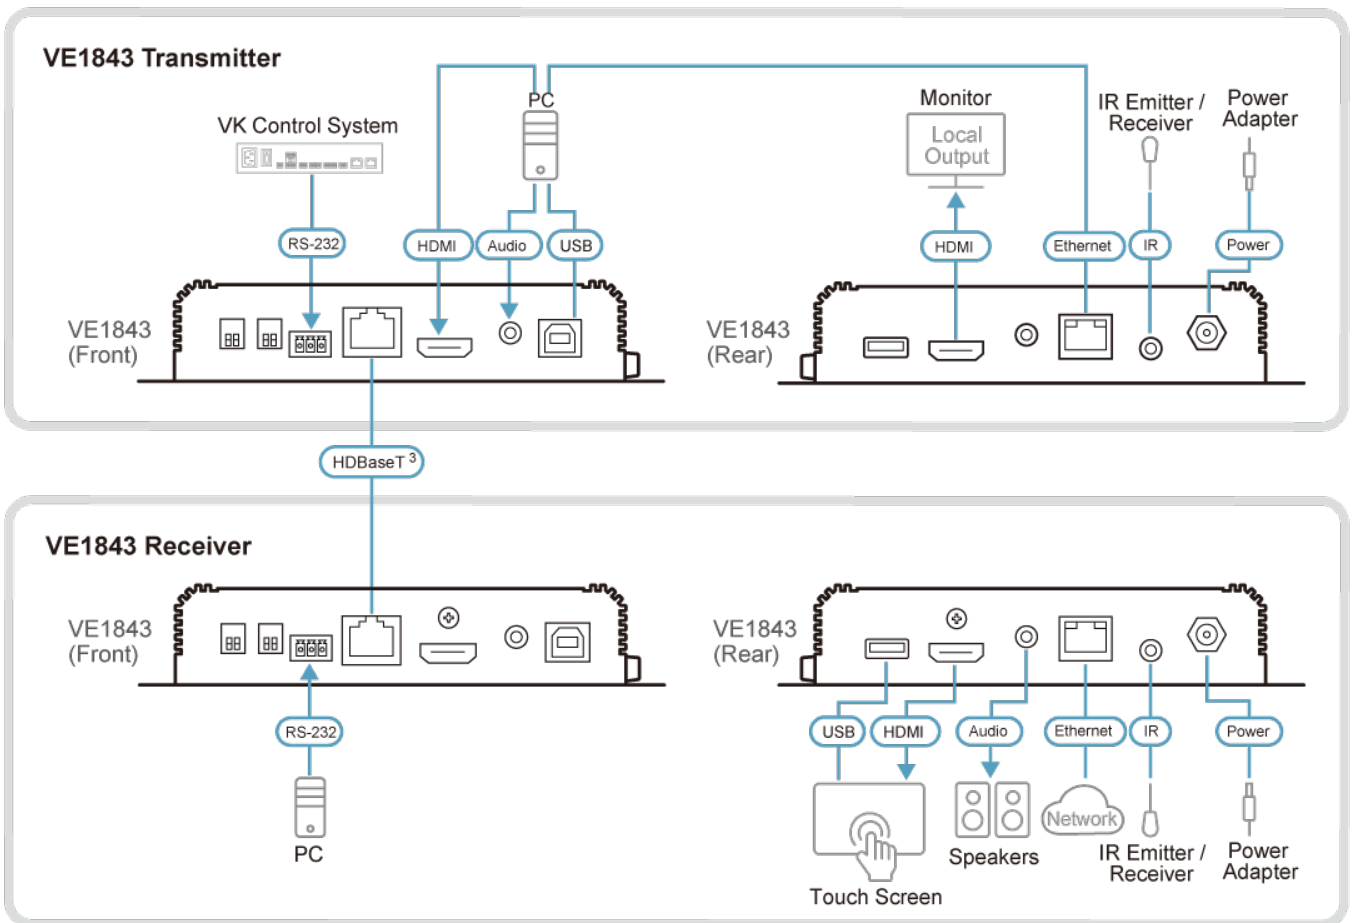 VE1843 Transmitter
PC
VK Control System
Monitor
Local
Output
IR Emitter /
Receiver
Power
Adapter
RS-232
HDMI
Audio
USB
HDMI
Ethernet
IR
Power
VE1843
(Front)
VE1843
(Rear)
HDBaseT 3
VE1843 Receiver
VE1843
(Front)
VE1843
(Rear)
RS-232
USB
HDMI
Audio
Ethernet
IR
Power
PC
Network
Touch Screen
Speakers
IR Emitter /
Receiver
Power
Adapter